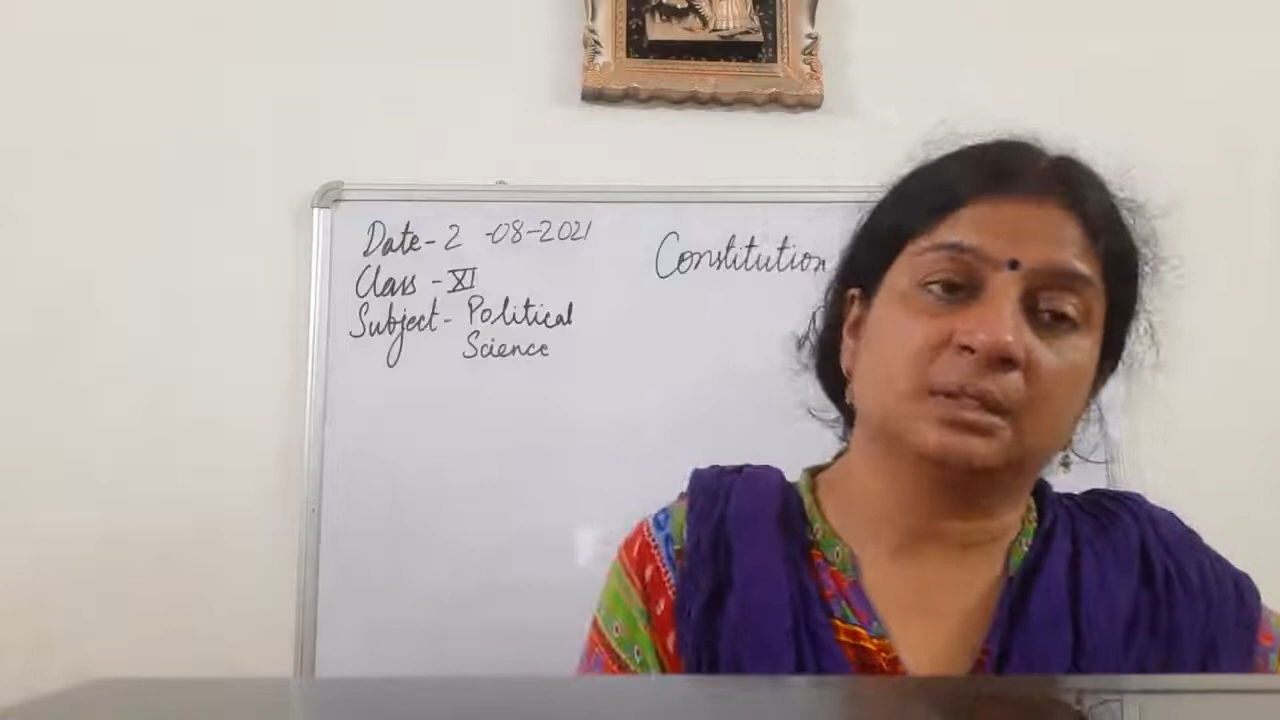 Date- 2 -08-2021
Class - XI
Subject- Political
Science
Constitution